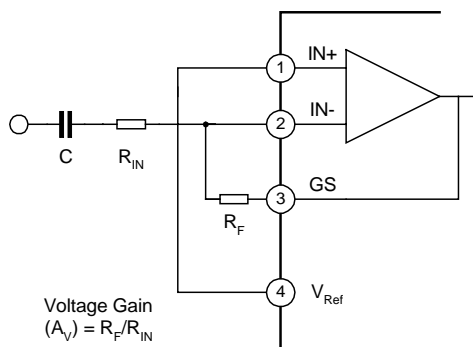 1
IN+
2
IN-
C
R_IN
3
GS
R_F
4
V_Ref
Voltage Gain
(A_V) = R_F/R_IN